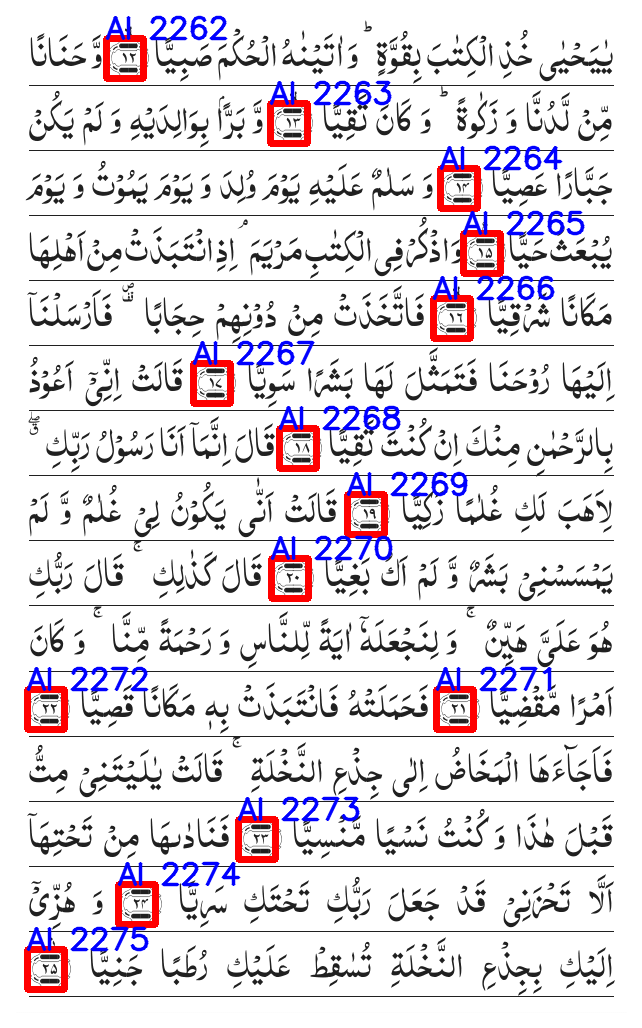 AI 2262
يٰيَحْيٰى خُذِ الْكِتٰبَ بِقُوَّةٍ ؕ وَ اٰتَيْنٰهُ الْحُكْمَ صَبِيًّا ۱۲ وَّ حَنَانًا
AI 2263
مِّنْ لَّدُنَّا وَ زَكٰوةً ؕ وَ كَانَ تَقِيًّا ۱۳ وَّ بَرًّۢا بِوَالِدَيْهِ وَ لَمْ يَكُنْ
AI 2264
جَبَّارًا عَصِيًّا ۱۴ وَ سَلٰمٌ عَلَيْهِ يَوْمَ وُلِدَ وَ يَوْمَ يَمُوْتُ وَ يَوْمَ
AI 2265
يُبْعَثُ حَيًّا ۱۵ وَ اذْكُرْ فِى الْكِتٰبِ مَرْيَمَ ۘ اِذِ انْتَبَذَتْ مِنْ اَهْلِهَا
AI 2266
مَكَانًا شَرْقِيًّا ۱۶ فَاتَّخَذَتْ مِنْ دُوْنِهِمْ حِجَابًا ۪ۗ فَاَرْسَلْنَاۤ
AI 2267
اِلَيْهَا رُوْحَنَا فَتَمَثَّلَ لَهَا بَشَرًا سَوِيًّا ۱۷ قَالَتْ اِنِّىْۤ اَعُوْذُ
AI 2268
بِالرَّحْمٰنِ مِنْكَ اِنْ كُنْتَ تَقِيًّا ۱۸ قَالَ اِنَّمَاۤ اَنَا رَسُوْلُ رَبِّكِ ۖۗ
AI 2269
لِاَهَبَ لَكِ غُلٰمًا زَكِيًّا ۱۹ قَالَتْ اَنّٰى يَكُوْنُ لِىْ غُلٰمٌ وَّ لَمْ
AI 2270
يَمْسَسْنِىْ بَشَرٌ وَّ لَمْ اَكُ بَغِيًّا ۲۰ قَالَ كَذٰلِكِ ۚ قَالَ رَبُّكِ
هُوَ عَلَىَّ هَيِّنٌ ۚ وَ لِنَجْعَلَهٗۤ اٰيَةً لِّلنَّاسِ وَ رَحْمَةً مِّنَّا ۚ وَ كَانَ
AI 2271 AI 2272
اَمْرًا مَّقْضِيًّا ۲۱ فَحَمَلَتْهُ فَانْتَبَذَتْ بِهٖ مَكَانًا قَصِيًّا ۲۲
فَاَجَآءَهَا الْمَخَاضُ اِلٰى جِذْعِ النَّخْلَةِ ۚ قَالَتْ يٰلَيْتَنِىْ مِتُّ
AI 2273
قَبْلَ هٰذَا وَ كُنْتُ نَسْيًا مَّنْسِيًّا ۲۳ فَنَادٰىهَا مِنْ تَحْتِهَاۤ
AI 2274
اَلَّا تَحْزَنِىْ قَدْ جَعَلَ رَبُّكِ تَحْتَكِ سَرِيًّا ۲۴ وَ هُزِّىْۤ
AI 2275
اِلَيْكِ بِجِذْعِ النَّخْلَةِ تُسٰقِطْ عَلَيْكِ رُطَبًا جَنِيًّا ۲۵